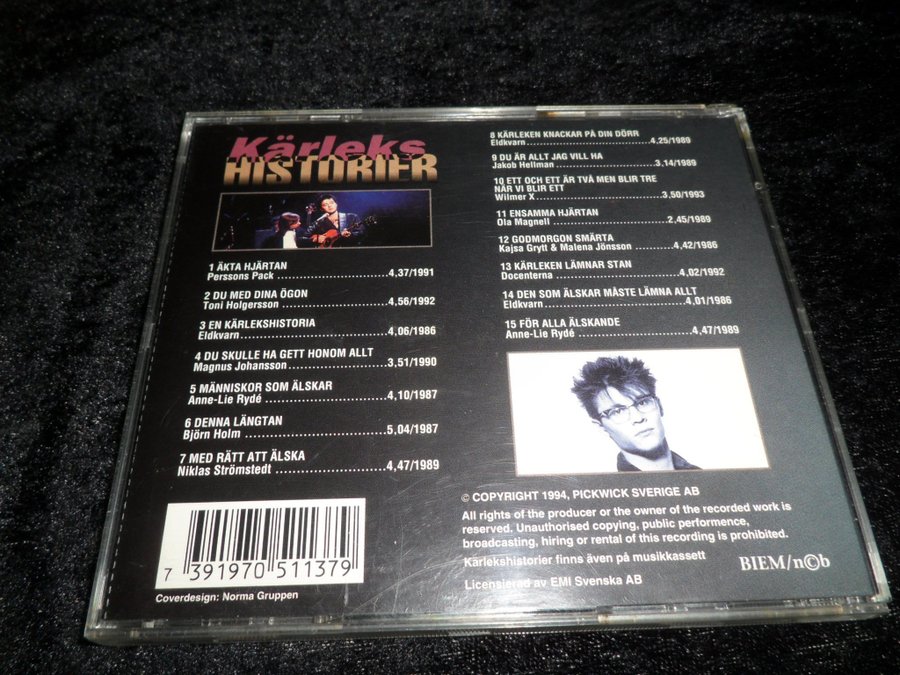 Kärleks
HISTORIER
1 ÄKTA HJÄRTAN
Perssons Pack..........................4,37/1991
2 DU MED DINA ÖGON
Toni Holgersson........................4,56/1992
3 EN KÄRLEKSHISTORIA
Eldkvarn...................................4,06/1986
4 DU SKULLE HA GETT HONOM ALLT
Magnus Johansson.....................3,51/1990
5 MÄNNISKOR SOM ÄLSKAR
Anne-Lie Rydé...........................4,10/1987
6 DENNA LÄNGTAN
Björn Holm ...............................5,04/1987
7 MED RÄTT ATT ÄLSKA
Niklas Strömstedt ......................4,47/1989
8 KÄRLEKEN KNACKAR PÅ DIN DÖRR
Eldkvarn....................................4,25/1989
9 DU ÄR ALLT JAG VILL HA
Jakob Hellman...........................3,14/1989
10 ETT OCH ETT ÄR TVÅ MEN BLIR TRE
NÄR VI BLIR ETT
Wilmer X...................................3,50/1993
11 ENSAMMA HJÄRTAN
Ola Magnell...............................2,45/1989
12 GODMORGON SMÄRTA
Kajsa Grytt & Malena Jönsson ....4,42/1986
13 KÄRLEKEN LÄMNAR STAN
Docenterna................................4,02/1992
14 DEN SOM ÄLSKAR MÅSTE LÄMNA ALLT
Eldkvarn....................................4,01/1986
15 FÖR ALLA ÄLSKANDE
Anne-Lie Rydé...........................4,47/1989
© COPYRIGHT 1994, PICKWICK SVERIGE AB
All rights of the producer or the owner of the recorded work is
reserved. Unauthorised copying, public performence,
broadcasting, hiring or rental of this recording is prohibited.
Kärlekshistorier finns även på musikkassett
Licensierad av EMI Svenska AB
BIEM/n©b
7 391970 511379
Coverdesign: Norma Gruppen